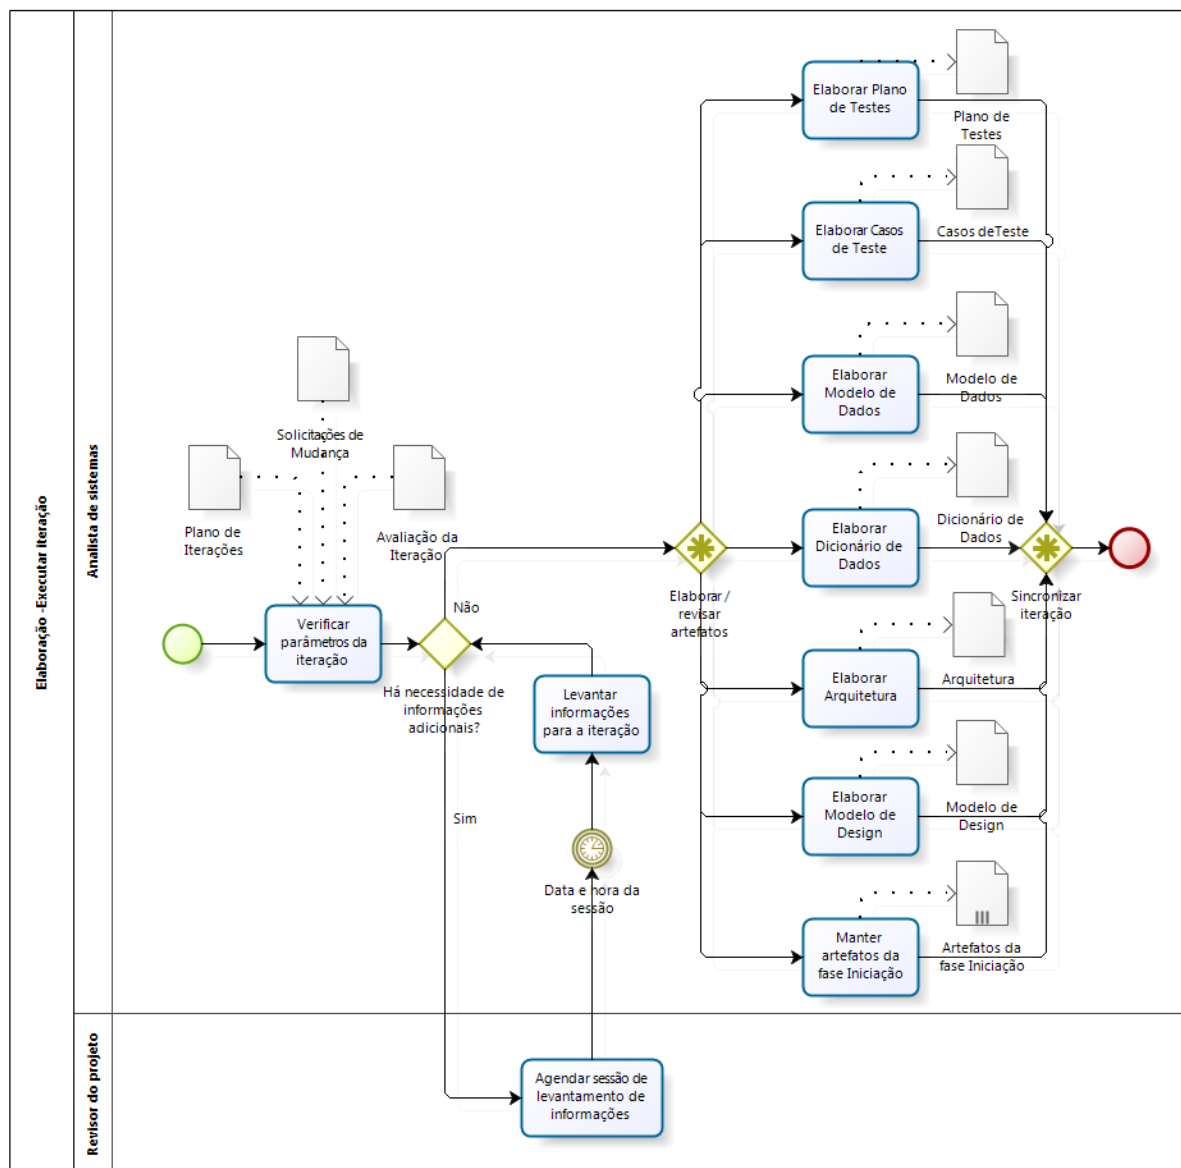 Elaboração -Executar iteração
Analista de sistemas
Revisor do projeto
Elaborar Plano
de Testes
Plano de
Testes
Elaborar Casos
de Teste
Casos deTeste
Elaborar
Modelo de
Dados
Modelo de
Dados
Solicitações de
Mudança
Plano de
Iterações
Avaliação da
Iteração
Elaborar
Dicionário de
Dados
Dicionário de
Dados
Elaborar /
revisar
artefatos
Sincronizar
iteração
Verificar
parâmetros da
iteração
Não
Há necessidade de
informações
adicionais?
Sim
Levantar
informações
para a iteração
Data e hora da
sessão
Elaborar
Arquitetura
Arquitetura
Elaborar
Modelo de
Design
Modelo de
Design
Manter
artefatos da
fase Iniciação
Artefatos da
fase Iniciação
Agendar sessão de
levantamento de
informações